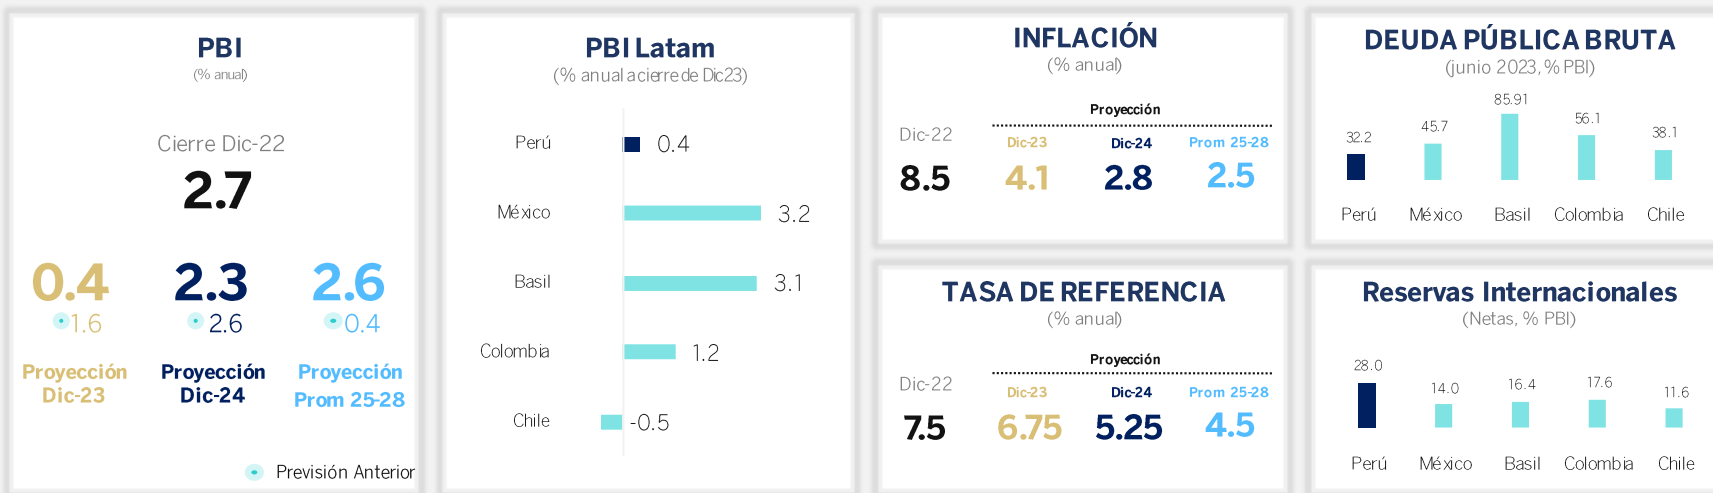 PBI
(% anual)
Cierre Dic-22
2.7
0.4 2.3 2.6
1.6 2.6 0.4
Proyección Proyección Proyección
Dic-23 Dic-24 Prom 25-28
Previsión Anterior
PBI Latam
(% anual a cierre de Dic23)
Perú 0.4
México 3.2
Basil 3.1
Colombia 1.2
Chile -0.5
INFLACIÓN
(% anual)
Proyección
Dic-22 Dic-23 Dic-24 Prom 25-28
8.5 4.1 2.8 2.5
TASA DE REFERENCIA
(% anual)
Proyección
Dic-22 Dic-23 Dic-24 Prom 25-28
7.5 6.75 5.25 4.5
DEUDA PÚBLICA BRUTA
(junio 2023, % PBI)
32.2 45.7 85.91 56.1 38.1
Perú México Basil Colombia Chile
Reservas Internacionales
(Netas, % PBI)
28.0 14.0 16.4 17.6 11.6
Perú México Basil Colombia Chile